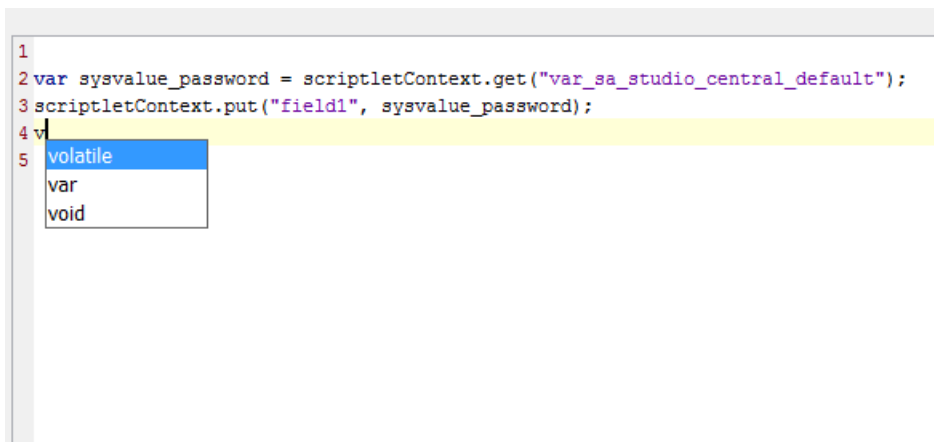 1
2 var sysvalue_password = scriptletContext.get("var_sa_studio_central_default");
3 scriptletContext.put("field1", sysvalue_password);
4 v
5 volatile
var
void